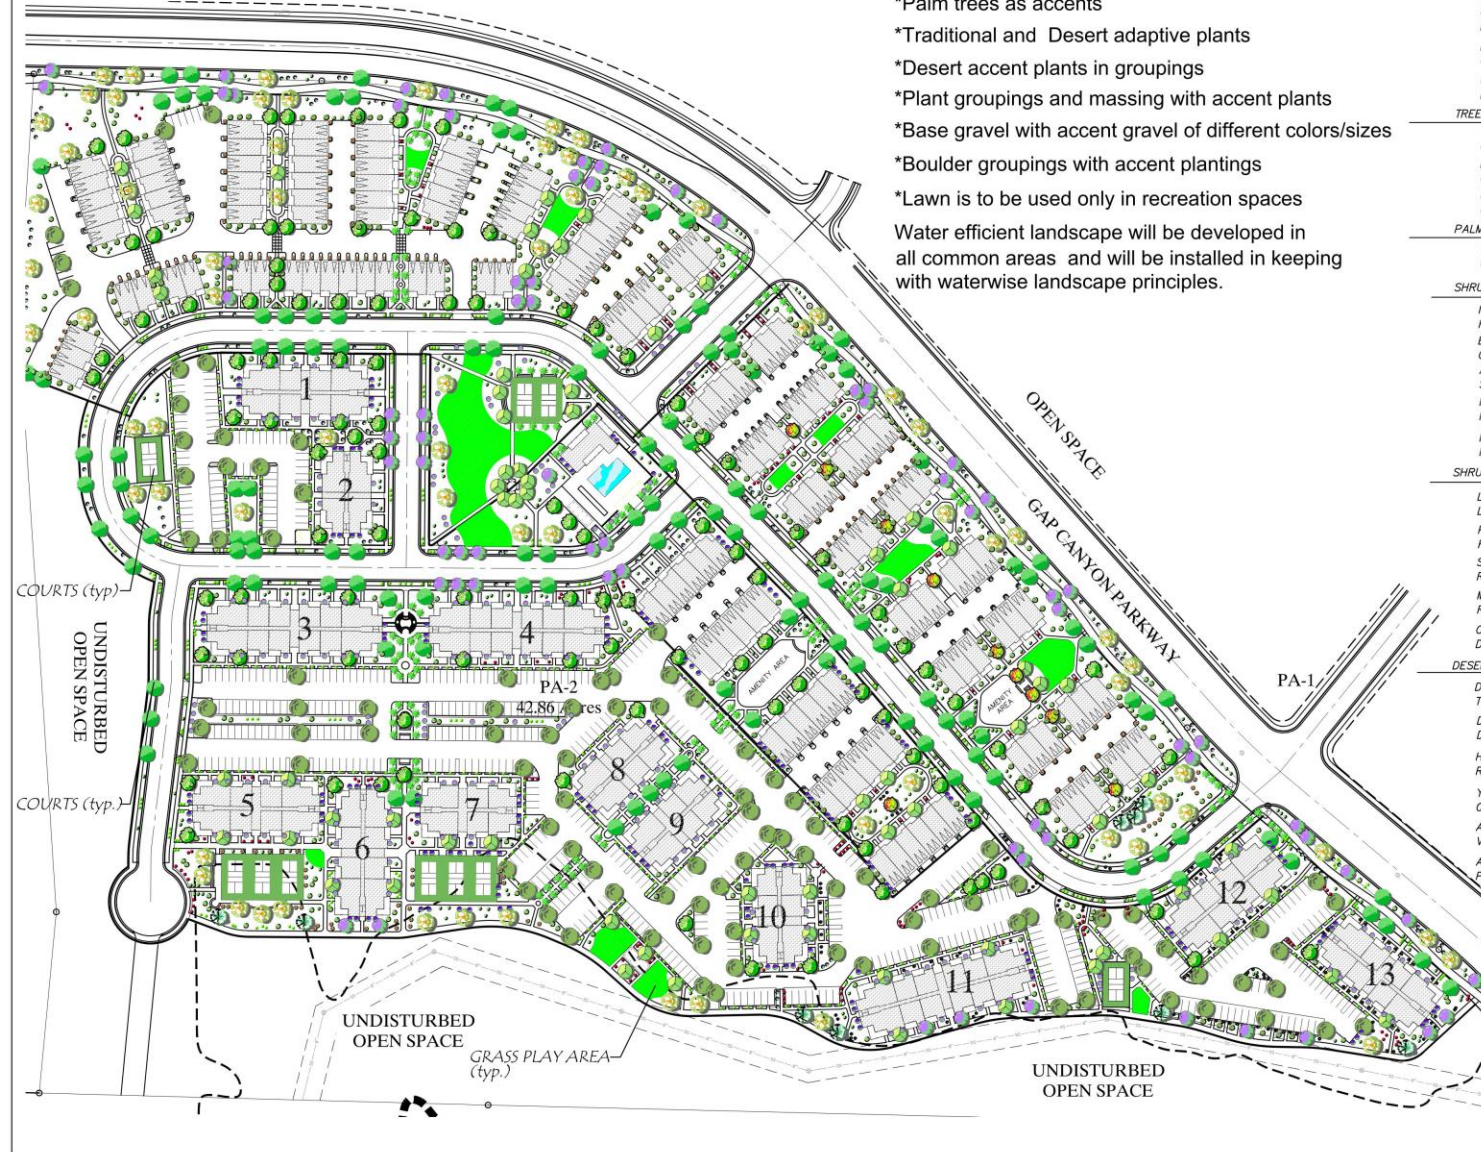 *Palm trees as accents
*Traditional and Desert adaptive plants
*Desert accent plants in groupings
*Plant groupings and massing with accent plants
*Base gravel with accent gravel of different colors/sizes
*Boulder groupings with accent plantings
*Lawn is to be used only in recreation spaces
Water efficient landscape will be developed in
all common areas and will be installed in keeping
with waterwise landscape principles.
TREE
PALM
SHRU
SHRU
DESE
OPEN SPACE
GAP CANYON PARKWAY
PA-1
1
2
3
4
COURTS (typ)
UNDISTURBED
OPEN SPACE
PA-2
42.86
AMENITY AREA
AMENITY
AREA
COURTS (typ.)
5
6
7
8
9
10
11
12
13
UNDISTURBED
OPEN SPACE
GRASS PLAY AREA
(typ.)
UNDISTURBED
OPEN SPACE